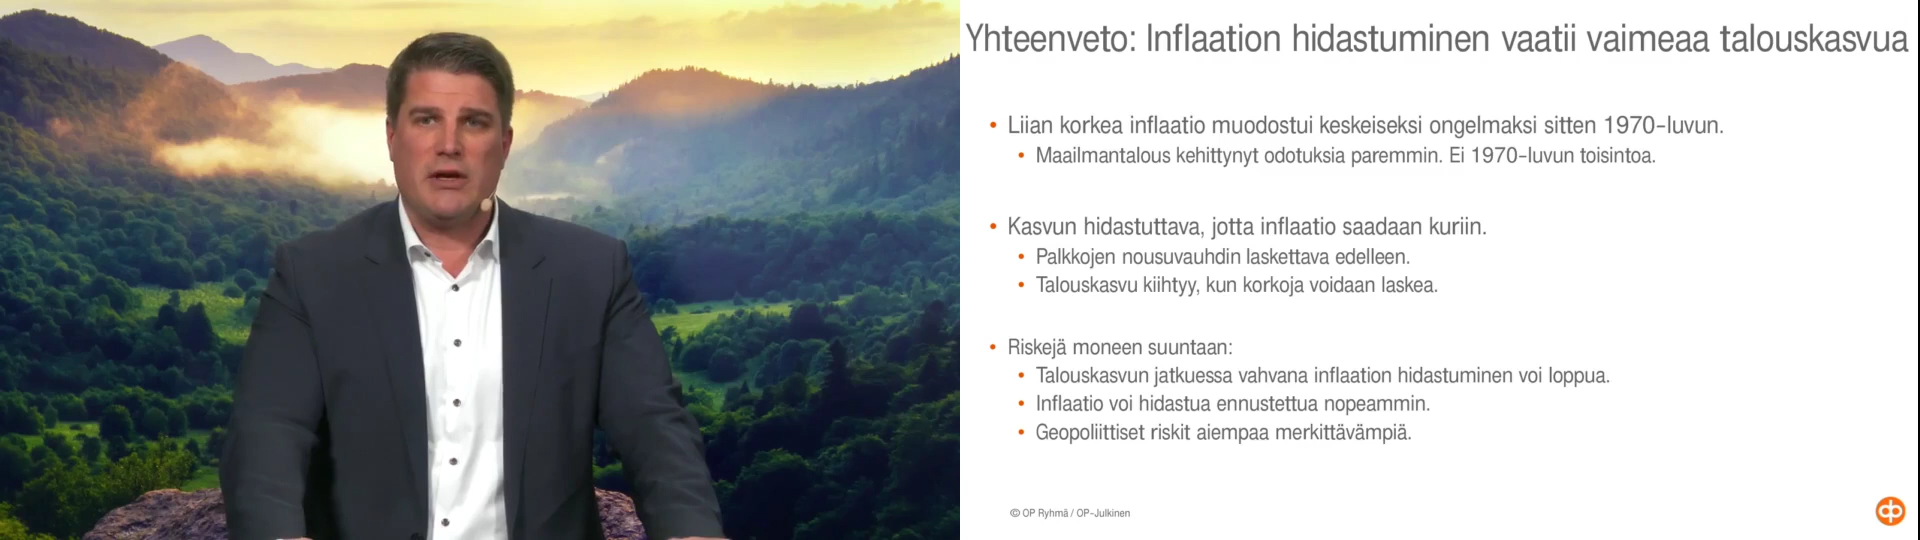 Yhteenveto: Inflaation hidastuminen vaatii vaimeaa talouskasvua
• Liian korkea inflaatio muodostui keskeiseksi ongelmaksi sitten 1970-luvun.
• Maailmantalous kehittynyt odotuksia paremmin. Ei 1970-luvun toisintoa.
• Kasvun hidastuttava, jotta inflaatio saadaan kuriin.
• Palkkojen nousuvauhdin laskettava edelleen.
• Talouskasvu kiihtyy, kun korkoja voidaan laskea.
• Riskejä moneen suuntaan:
• Talouskasvun jatkuessa vahvana inflaation hidastuminen voi loppua.
• Inflaatio voi hidastua ennustettua nopeammin.
• Geopoliittiset riskit aiempaa merkittävämpiä.
© OP Ryhmä / OP-Julkinen